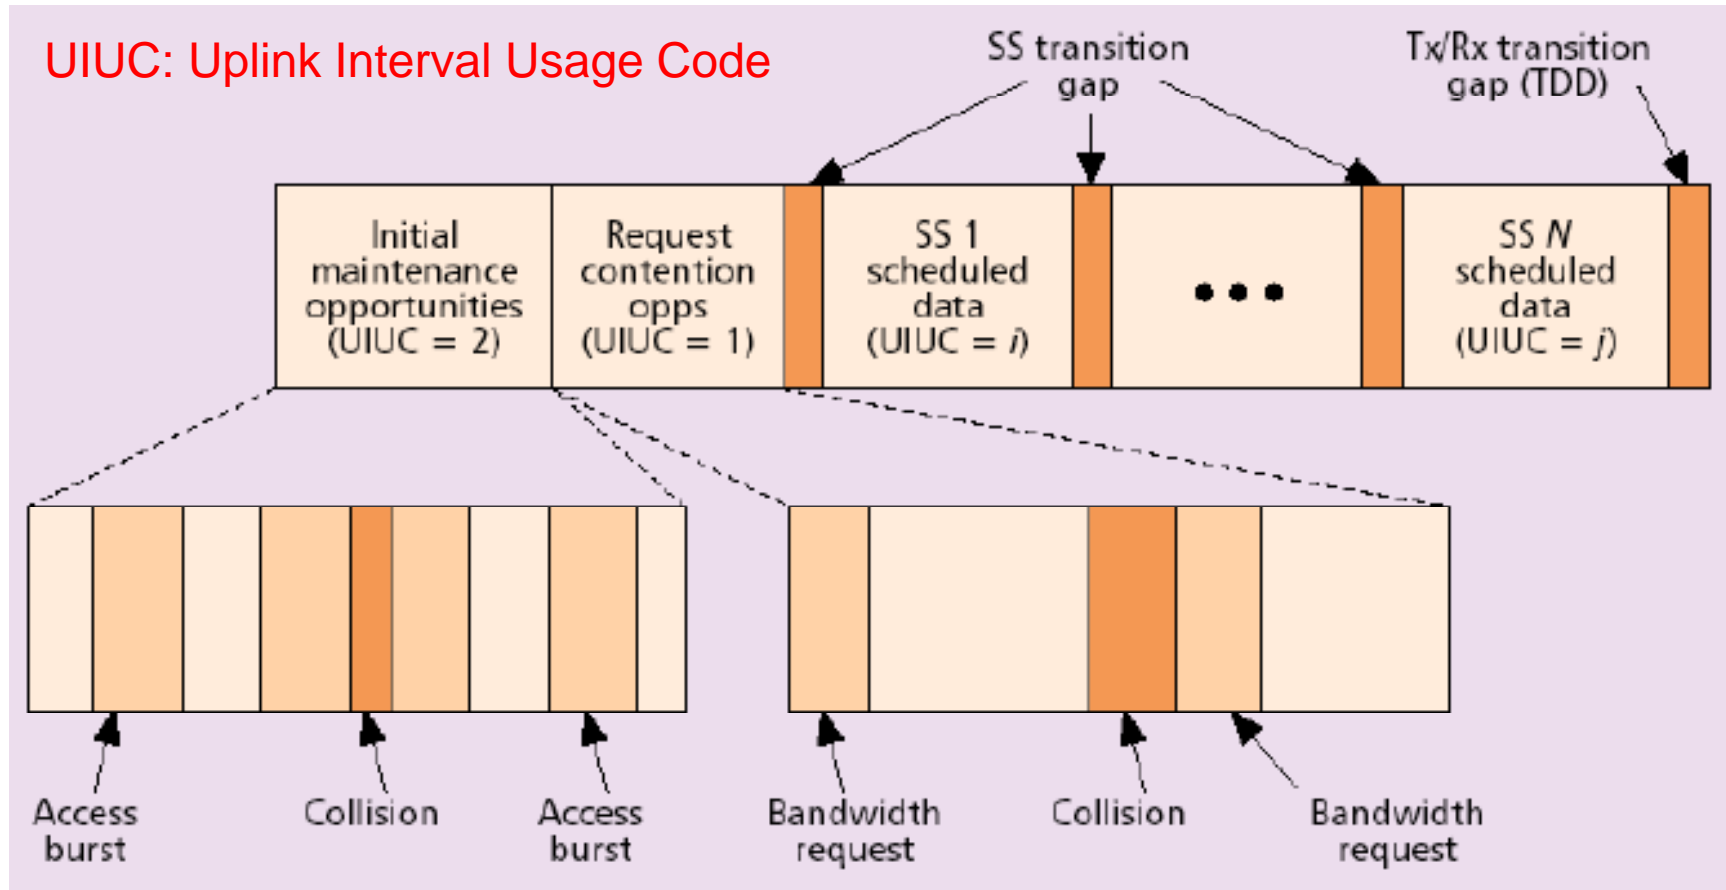 UIUC: Uplink Interval Usage Code
SS transition
gap
Tx/Rx transition
gap (TDD)
Initial
maintenance
opportunities
(UIUC = 2)
Request
contention
opps
(UIUC = 1)
SS 1
scheduled
data
(UIUC = i)
•••
SS N
scheduled
data
(UIUC = j)
Access
burst
Collision
Access
burst
Bandwidth
request
Collision
Bandwidth
request